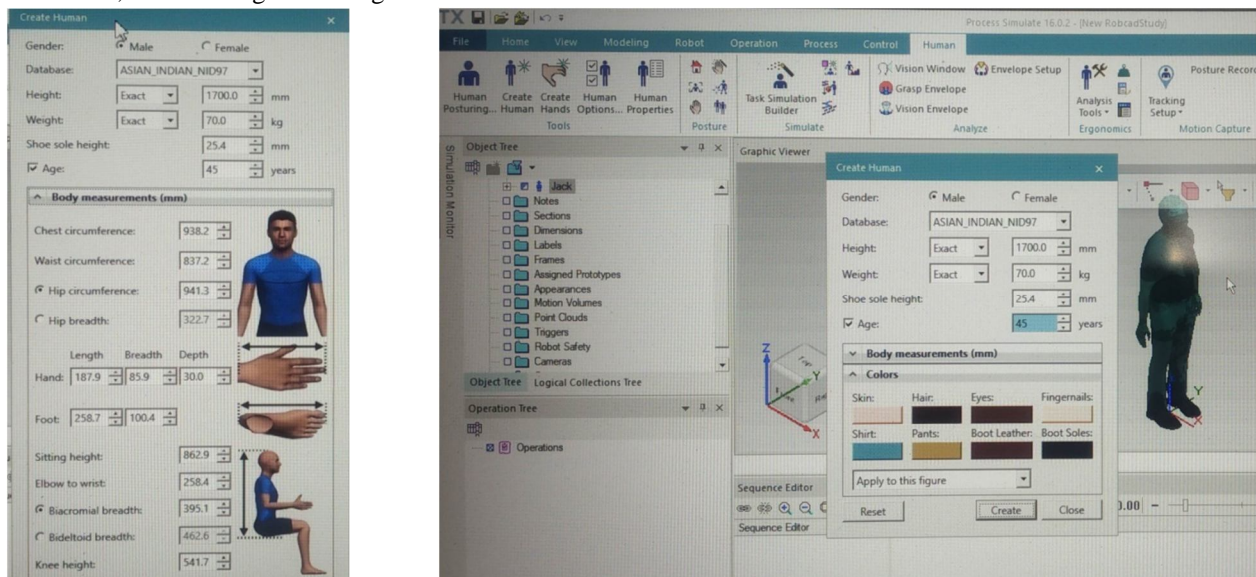 Create Human ×
Gender: Male Female
Database: ASIAN_INDIAN_NID97
Height: Exact 1700.0 mm
Weight: Exact 70.0 kg
Shoe sole height: 25.4 mm
Age: 45 years
Body measurements (mm)
Chest circumference: 938.2
Waist circumference: 837.2
Hip circumference: 941.3
Hip breadth: 322.7
Length Breadth Depth
Hand: 187.9 85.9 30.0
Foot: 258.7 100.4
Sitting height: 862.9
Elbow to wrist: 258.4
Biacromial breadth: 395.1
Bideltoid breadth: 462.6
Knee height: 541.7
TX
Process Simulate 16.0.2 - [New RobcadStudy]
File Home View Modeling Robot Operation Process Control Human
Human Posturing...
Create Human
Create Hands
Human Options...
Human Properties
Tools
Posture
Task Simulation Builder
Simulate
Vision Window
Grasp Envelope
Vision Envelope
Envelope Setup
Analyze
Analysis Tools
Ergonomics
Tracking Setup
Posture Recor
Motion Capture
Simulation Monitor
Object Tree
Jack
Notes
Sections
Dimensions
Labels
Frames
Assigned Prototypes
Appearances
Motion Volumes
Point Clouds
Triggers
Robot Safety
Cameras
Object Tree Logical Collections Tree
Operation Tree
Operations
Graphic Viewer
Z
Y
X
Create Human ×
Gender: Male Female
Database: ASIAN_INDIAN_NID97
Height: Exact 1700.0 mm
Weight: Exact 70.0 kg
Shoe sole height: 25.4 mm
Age: 45 years
Body measurements (mm)
Colors
Skin: Hair: Eyes: Fingernails:
Shirt: Pants: Boot Leather: Boot Soles:
Apply to this figure
Reset Create Close
Y
X
Sequence Editor
0.00
Sequence Editor